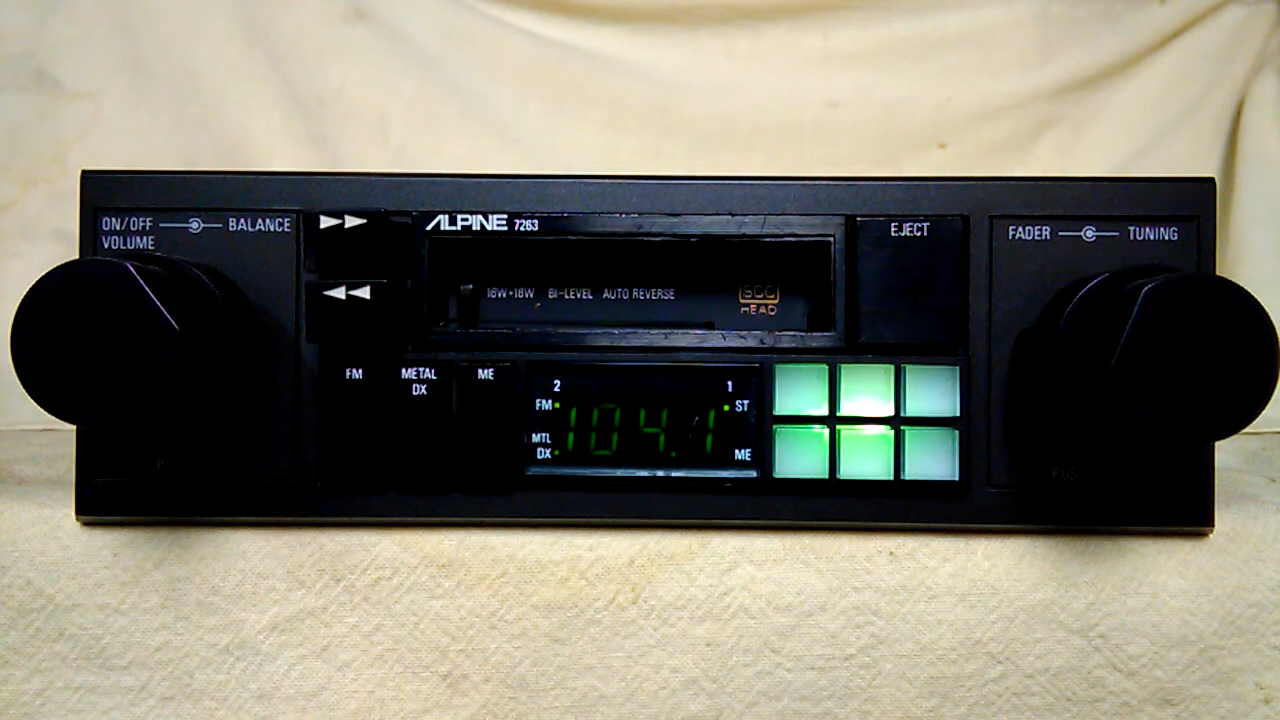 ON/OFF BALANCE
VOLUME
ALPINE 7263
EJECT
FADER TUNING
16W+16W BI-LEVEL AUTO REVERSE
HEAD
FM METAL ME
DX
2 1
FM 104.1 ST
MTL
DX ME